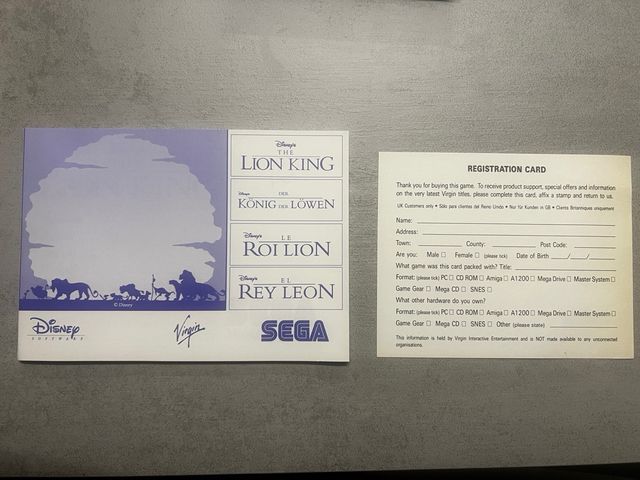 Disney's
THE
LION KING
Disney's
DER
KÖNIG DER LÖWEN
Disney's
LE
ROI LION
Disney's
EL
REY LEON
© Disney
DISNEY
SOFTWARE
Virgin
SEGA
REGISTRATION CARD
Thank you for buying this game. To receive product support, special offers and information
on the very latest Virgin titles, please complete this card, affix a stamp and return to us.
UK Customers only • Sólo para clientes del Reino Unido • Nur für Kunden in GB • Clients Britanniques uniquement
Name:
Address:
Town: County: Post Code:
Are you: Male □ Female □ (please tick) Date of Birth __/__/__
What game was this card packed with? Title:
Format: (please tick) PC □ CD ROM □ Amiga □ A1200 □ Mega Drive □ Master System □
Game Gear □ Mega CD □ SNES □
What other hardware do you own?
Format: (please tick) PC □ CD ROM □ Amiga □ A1200 □ Mega Drive □ Master System □
Game Gear □ Mega CD □ SNES □ Other (please state)
This information is held by Virgin Interactive Entertainment and is NOT made available to any unconnected
organisations.